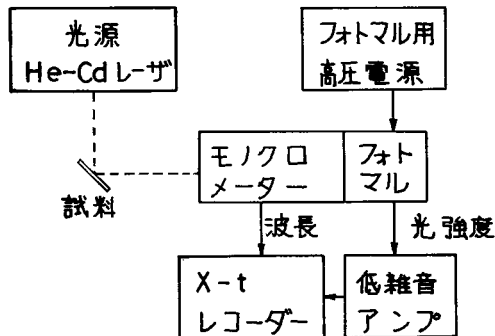 光源
He-Cdレーザ
フォトマル用
高圧電源
モノクロ
メーター
フォト
マル
試料
波長
光強度
X-t
レコーダー
低雑音
アンプ